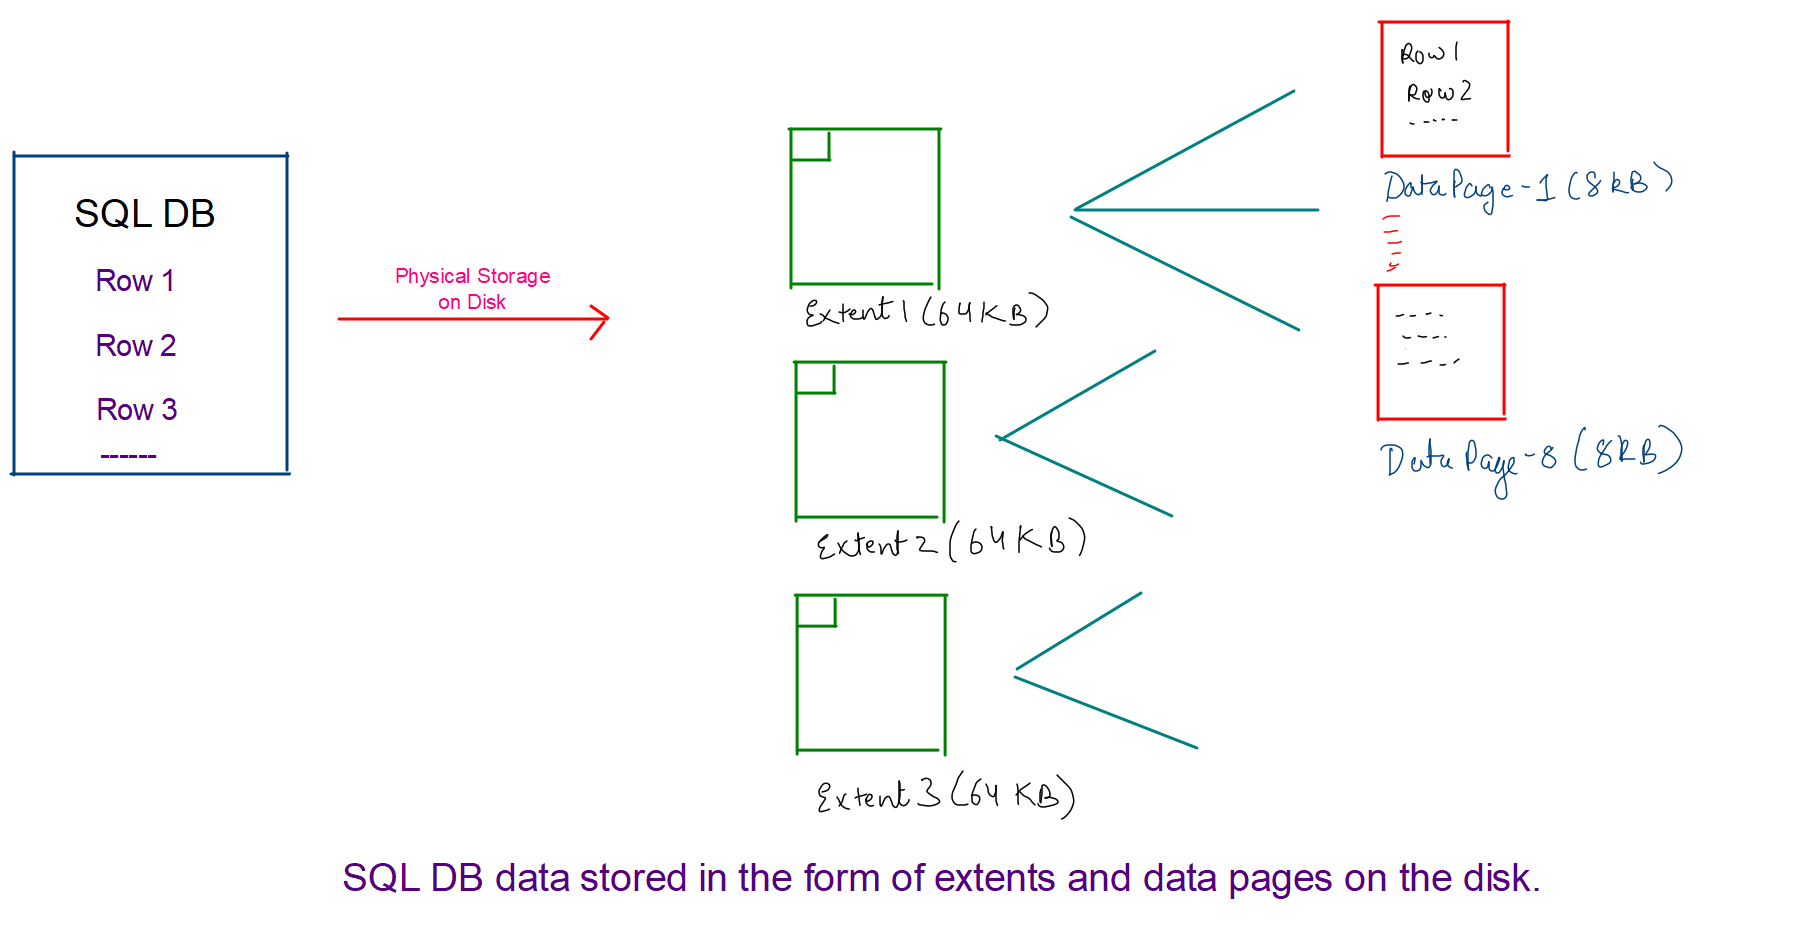 SQL DB
Row 1
Row 2
Row 3
------
Physical Storage
on Disk
Extent 1 (64KB)
Extent 2 (64KB)
Extent 3 (64 KB)
Row 1
Row 2
-----
Data Page-1 (8kB)
----
----
----
Data Page-8 (8kB)
SQL DB data stored in the form of extents and data pages on the disk.